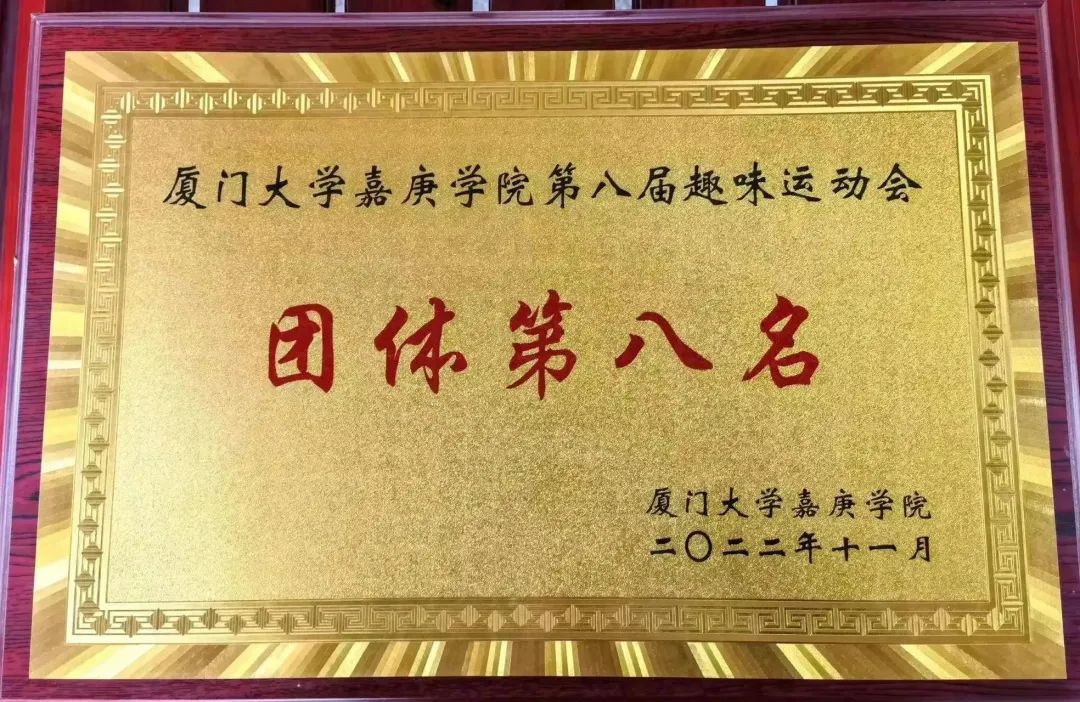 厦门大学嘉庚学院第八届趣味运动会
团体第八名
厦门大学嘉庚学院
二〇二二年十一月